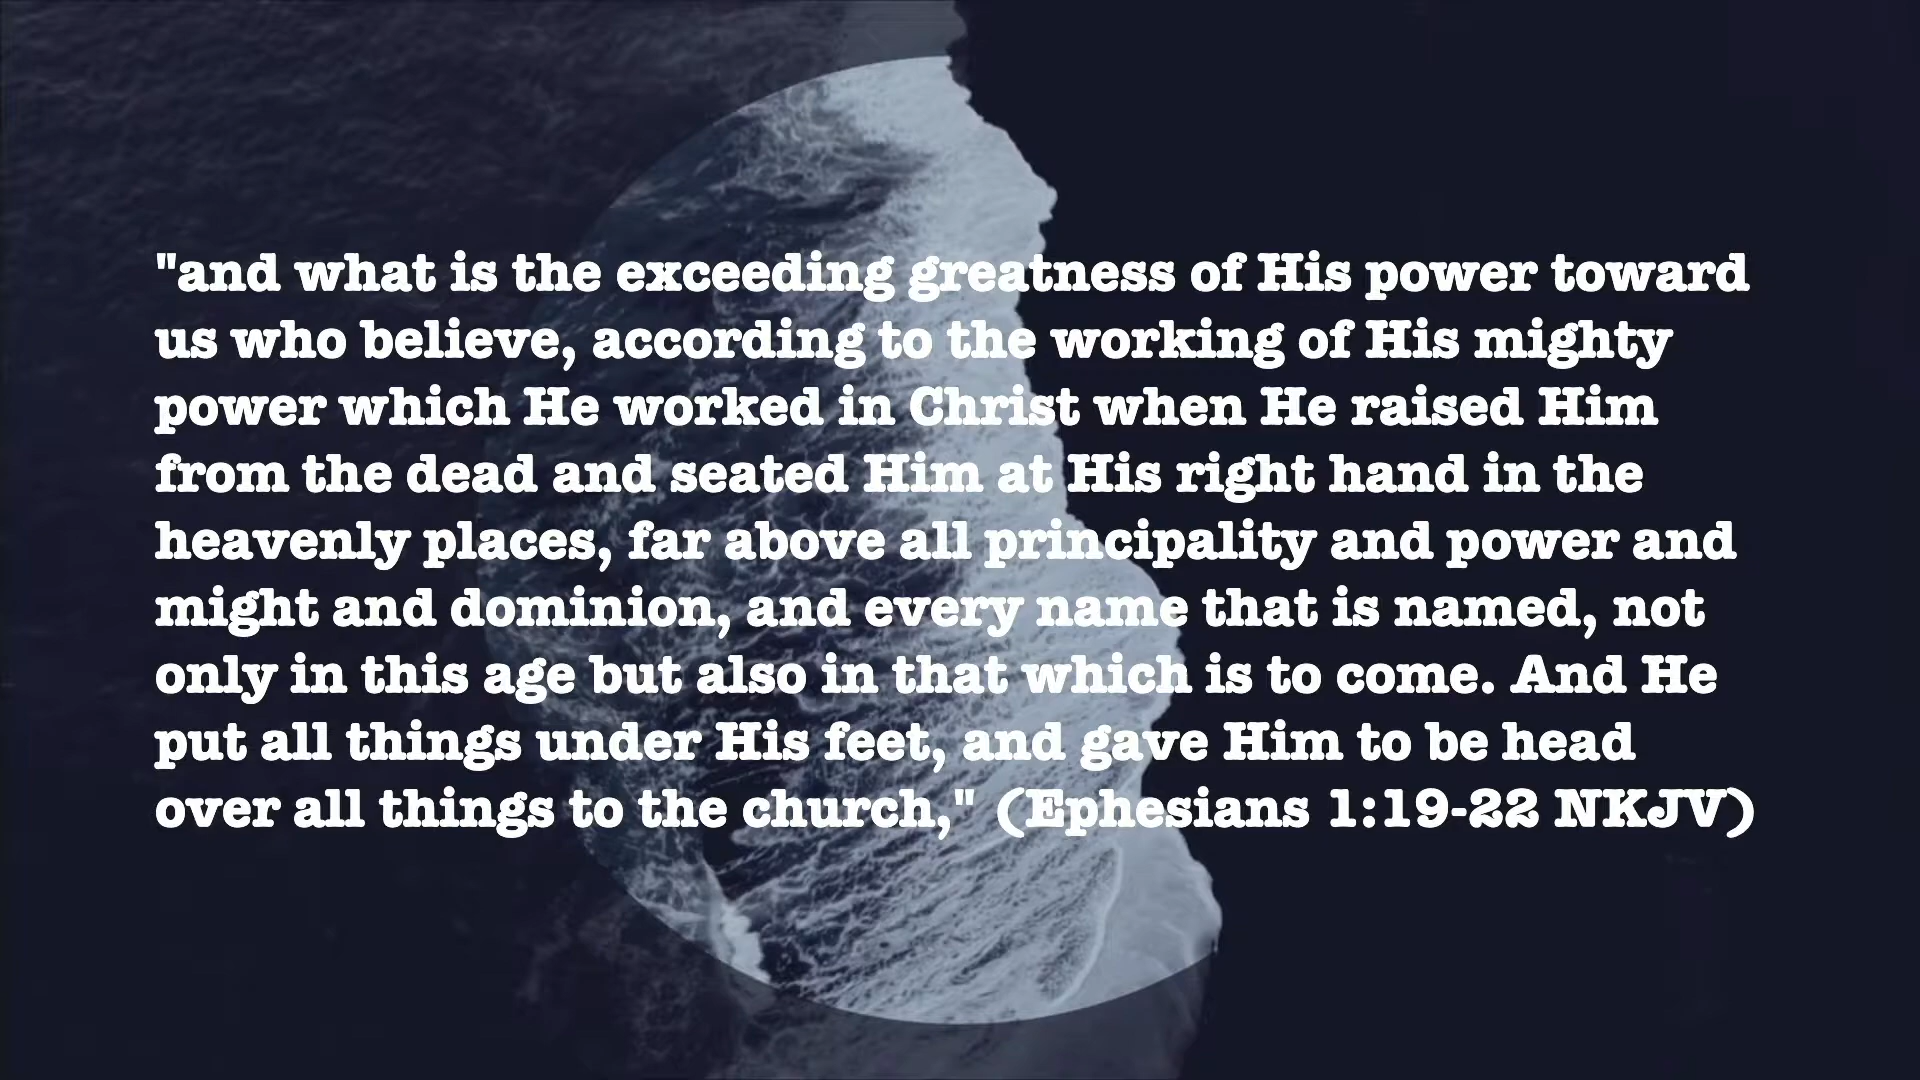 "and what is the exceeding greatness of His power toward
us who believe, according to the working of His mighty
power which He worked in Christ when He raised Him
from the dead and seated Him at His right hand in the
heavenly places, far above all principality and power and
might and dominion, and every name that is named, not
only in this age but also in that which is to come. And He
put all things under His feet, and gave Him to be head
over all things to the church," (Ephesians 1:19-22 NKJV)